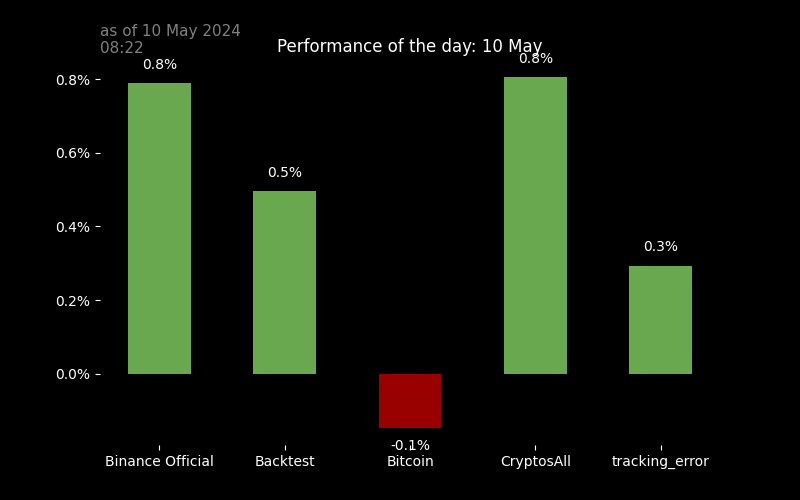 as of 10 May 2024
08:22
Performance of the day: 10 May
0.8%
0.8%
0.8%
0.6%
0.5%
0.4%
0.3%
0.2%
0.0%
-0.1%
Binance Official
Backtest
Bitcoin
CryptosAll
tracking_error